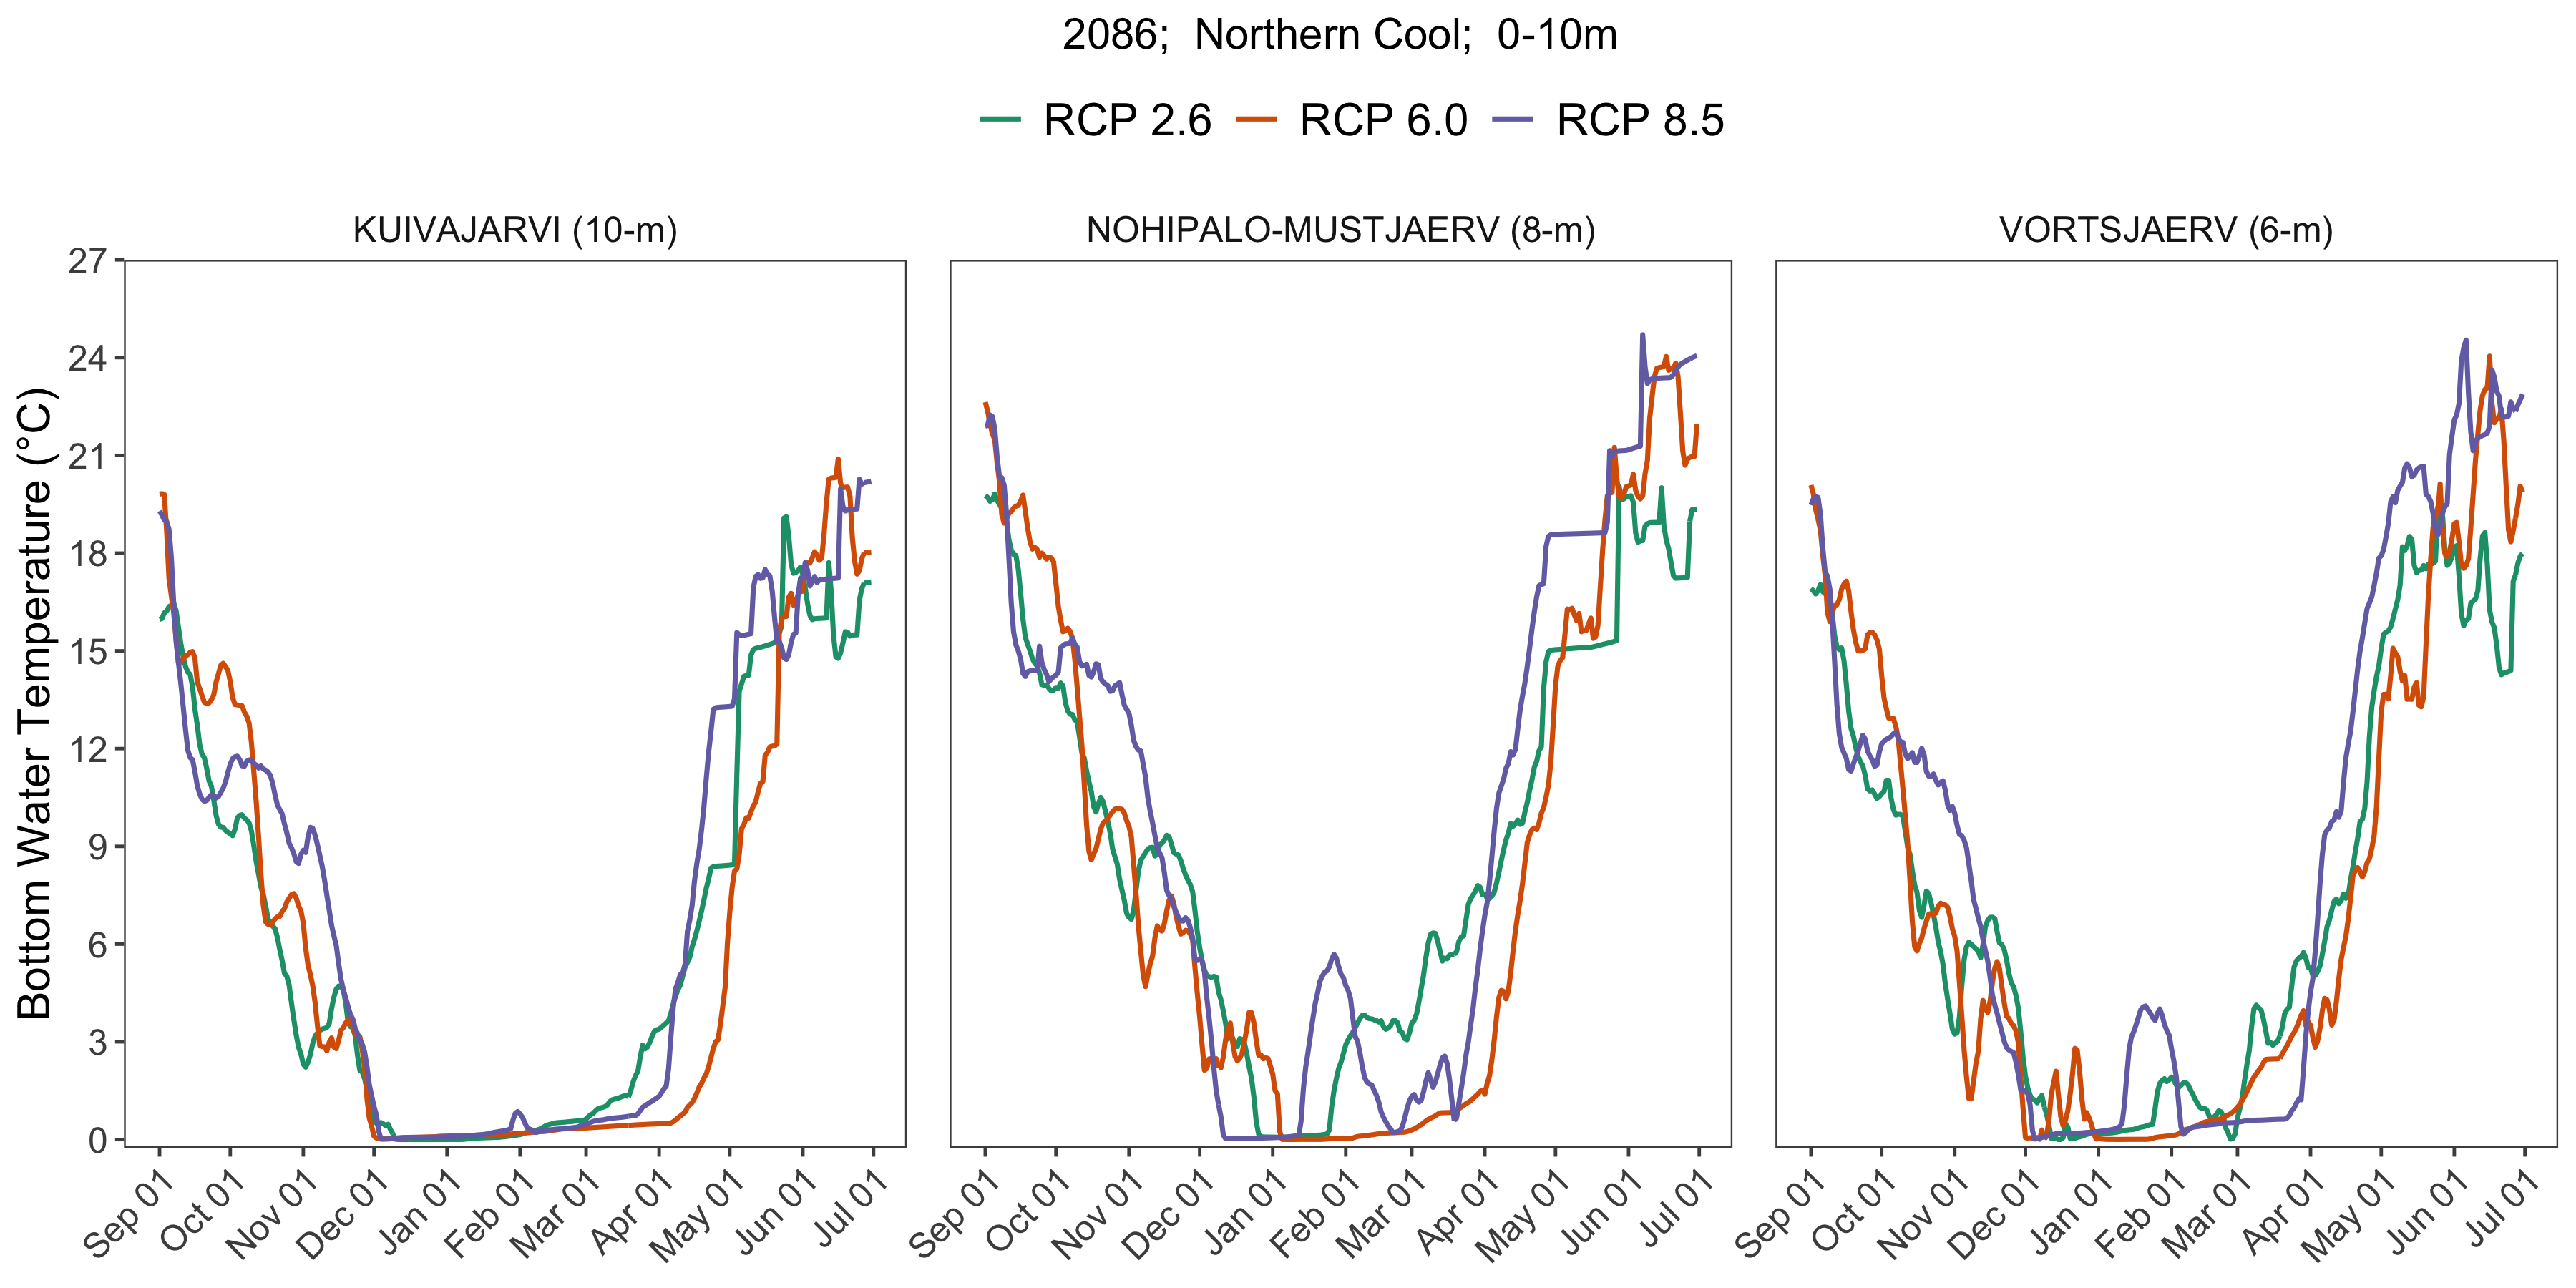 2086;  Northern Cool;  0-10m
RCP 2.6 RCP 6.0 RCP 8.5
KUIVAJARVI (10-m) NOHIPALO-MUSTJAERV (8-m) VORTSJAERV (6-m)
Bottom Water Temperature (°C)
27
24
21
18
15
12
9
6
3
0
Sep 01 Oct 01 Nov 01 Dec 01 Jan 01 Feb 01 Mar 01 Apr 01 May 01 Jun 01 Jul 01 Sep 01 Oct 01 Nov 01 Dec 01 Jan 01 Feb 01 Mar 01 Apr 01 May 01 Jun 01 Jul 01 Sep 01 Oct 01 Nov 01 Dec 01 Jan 01 Feb 01 Mar 01 Apr 01 May 01 Jun 01 Jul 01